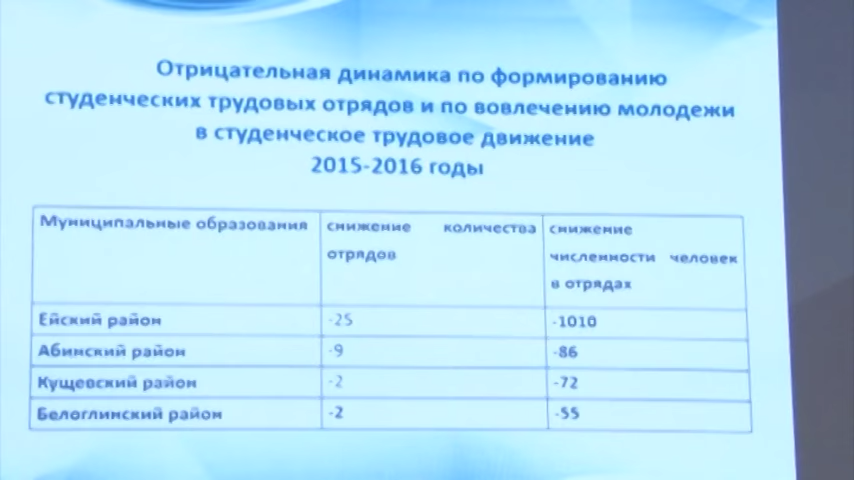 Отрицательная динамика по формированию
студенческих трудовых отрядов и по вовлечению молодежи
в студенческое трудовое движение
2015-2016 годы
Муниципальные образования
снижение количества
отрядов
снижение
численности человек
в отрядах
Ейский район -25 -1010
Абинский район -9 -86
Кущевский район -2 -72
Белоглинский район -2 -55